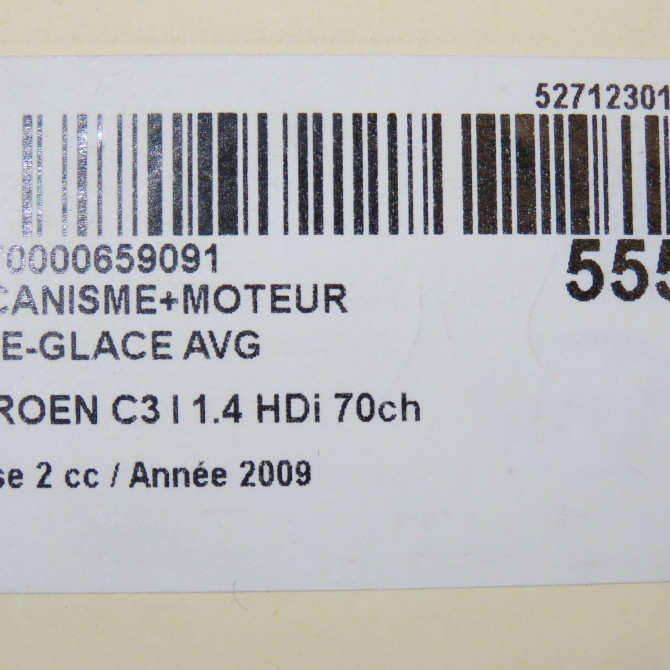 52712301
0000659091
555
CANISME+MOTEUR
E-GLACE AVG
ROEN C3 I 1.4 HDi 70ch
se 2 cc / Année 2009